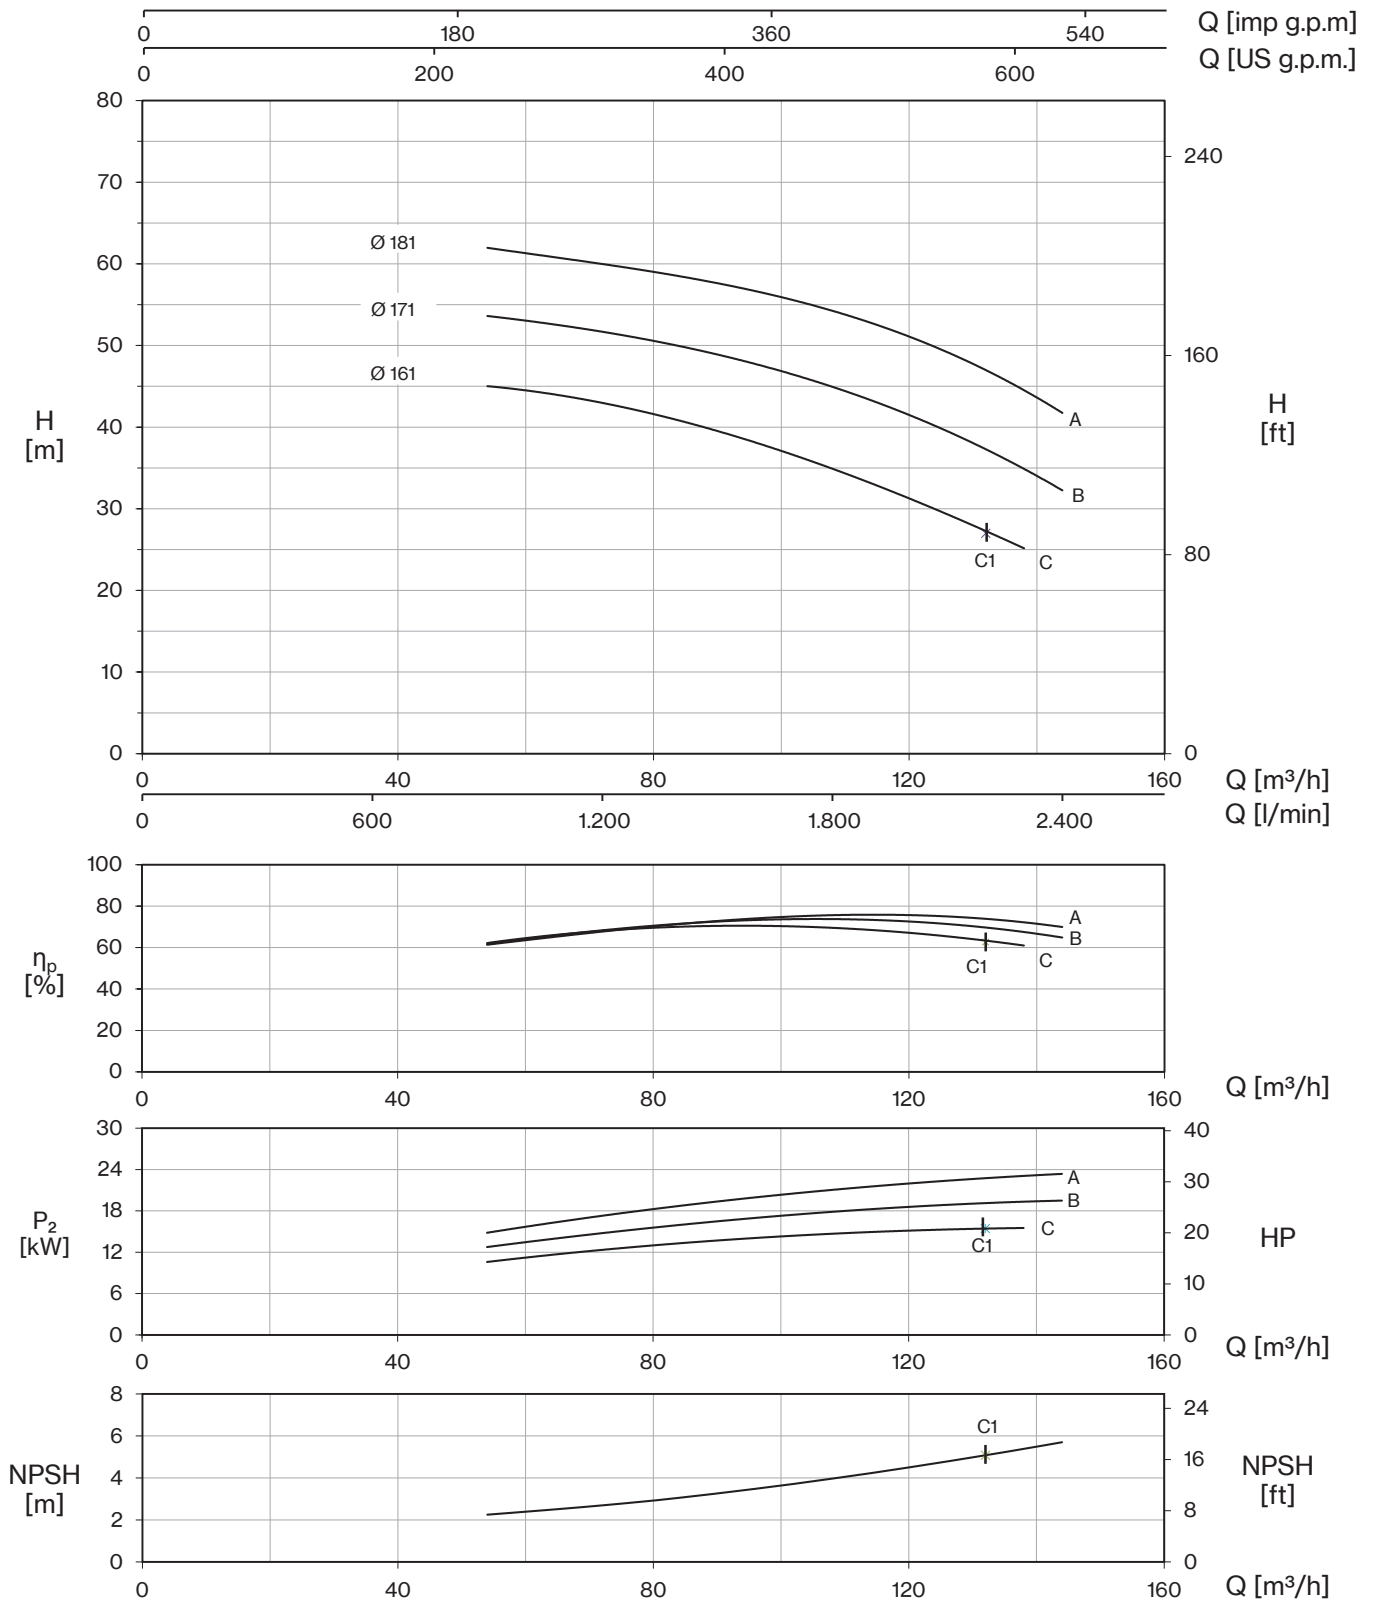 0 180 360 540 Q [imp g.p.m]
0 200 400 600 Q [US g.p.m.]
80
240
70
Ø 181
60
Ø 171
50
160
Ø 161
H
[m]
H
[ft]
40
A
B
30
C1 C
80
20
10
0 0
0 40 80 120 160 Q [m³/h]
0 600 1.200 1.800 2.400 Q [l/min]
100
80
A
B
60
C1 C
ηp
[%]
40
20
0
0 40 80 120 160 Q [m³/h]
30 40
24
A
30
B
18
P₂
[kW]
C
20
HP
C1
12
10
6
0 0
0 40 80 120 160 Q [m³/h]
8
24
C1
6
16
NPSH
[m]
NPSH
[ft]
4
8
2
0 0
0 40 80 120 160 Q [m³/h]